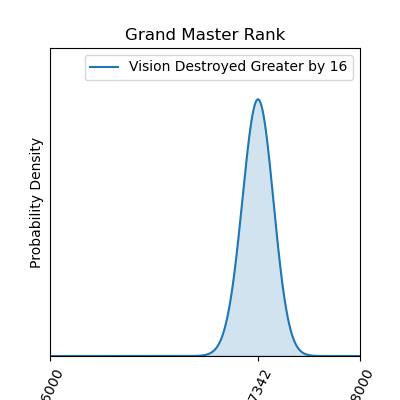 Grand Master Rank
Vision Destroyed Greater by 16
Probability Density
6000
7342
8000